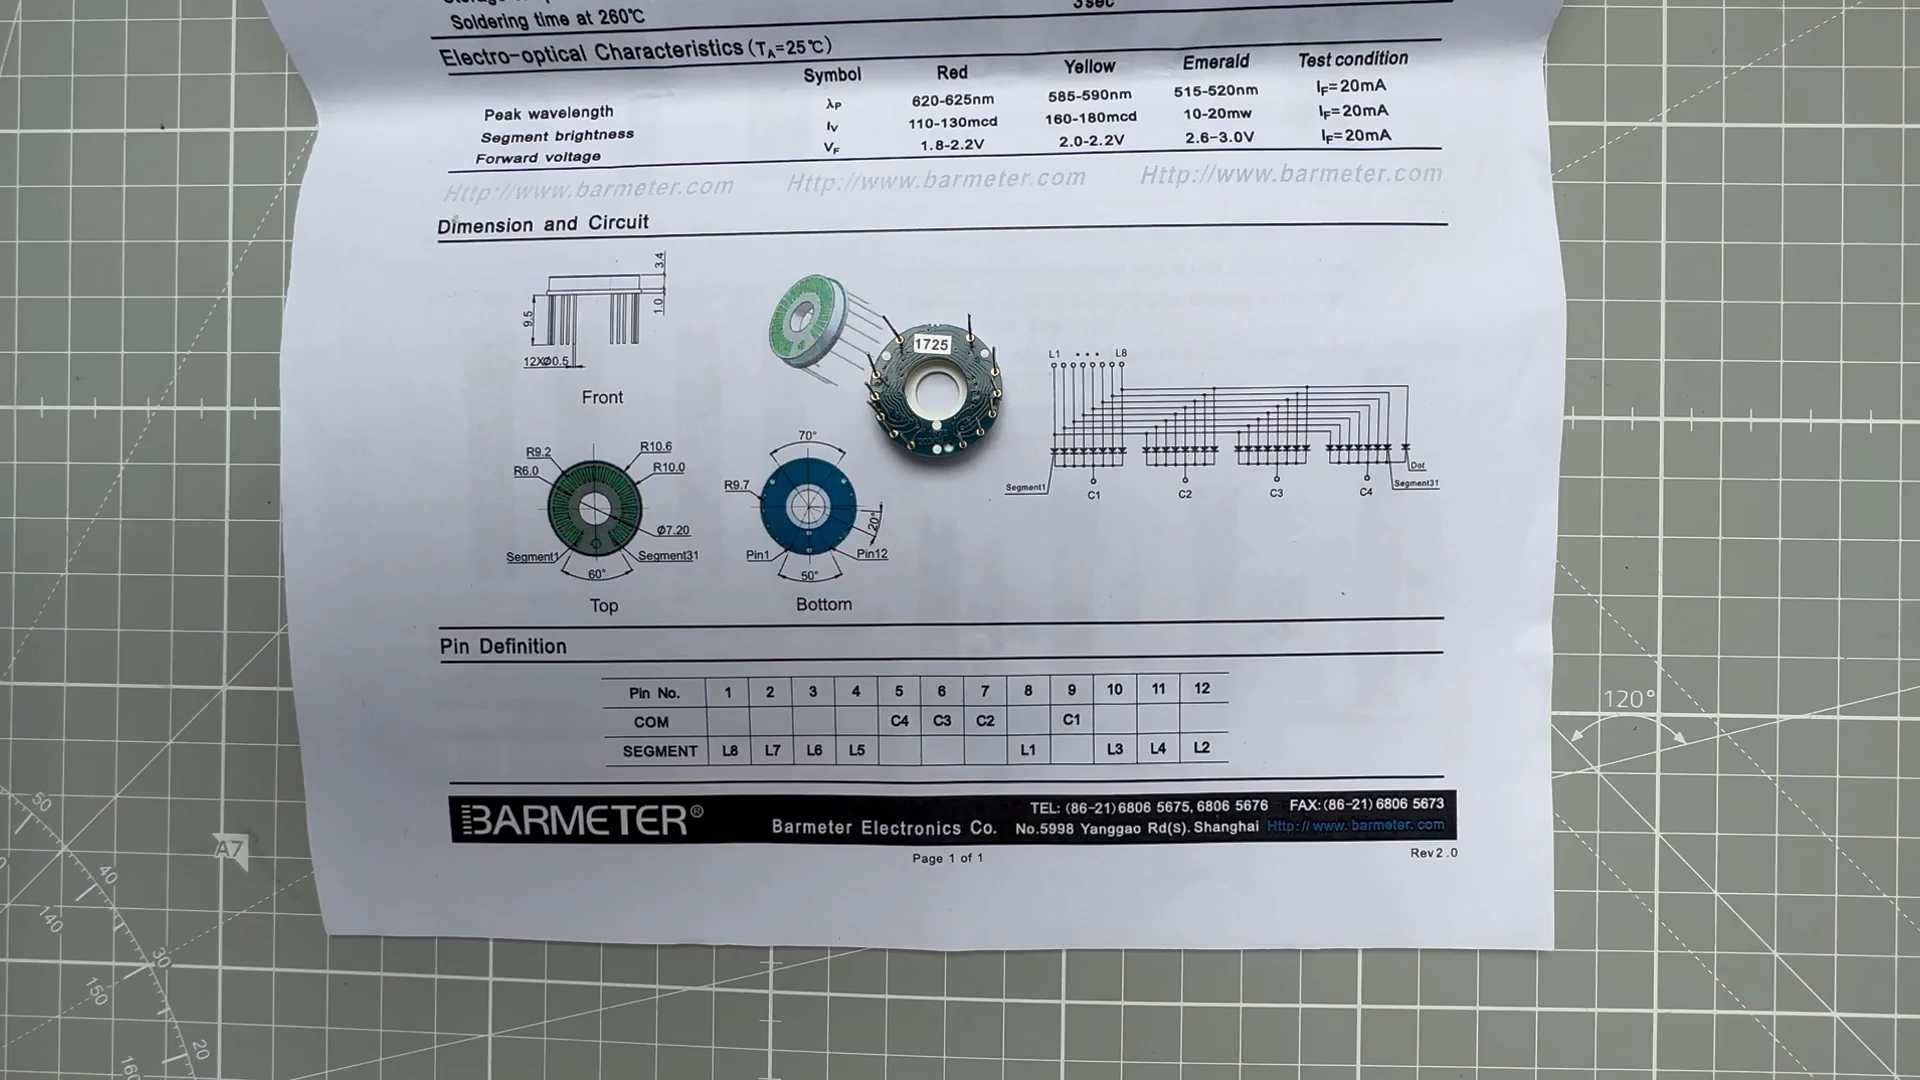 3sec
Soldering time at 260℃
Electro-optical Characteristics (TA=25℃)
Symbol Red Yellow Emerald Test condition
Peak wavelength λP 620-625nm 585-590nm 515-520nm IF=20mA
Segment brightness IV 110-130mcd 160-180mcd 10-20mw IF=20mA
Forward voltage VF 1.8-2.2V 2.0-2.2V 2.6-3.0V IF=20mA
Http://www.barmeter.com Http://www.barmeter.com Http://www.barmeter.com
Dimension and Circuit
3.4
1.0
9.5
12XØ0.5
Front
1725
L1 • • • L8
Segment1
C1 C2 C3 C4
Dot
Segment31
R9.2
R6.0
R10.6
R10.0
Ø7.20
Segment1
Segment31
60°
Top
70°
R9.7
20°
Pin1
Pin12
50°
Bottom
Pin Definition
Pin No. 1 2 3 4 5 6 7 8 9 10 11 12
COM C4 C3 C2 C1
SEGMENT L8 L7 L6 L5 L1 L3 L4 L2
BARMETER®
TEL: (86-21)6806 5675, 6806 5676 FAX:(86-21)6806 5673
Barmeter Electronics Co. No.5998 Yanggao Rd(S). Shanghai Http://www.barmeter.com
Page 1 of 1
Rev2.0
120°
A7
50
40
30
20
140
150
160